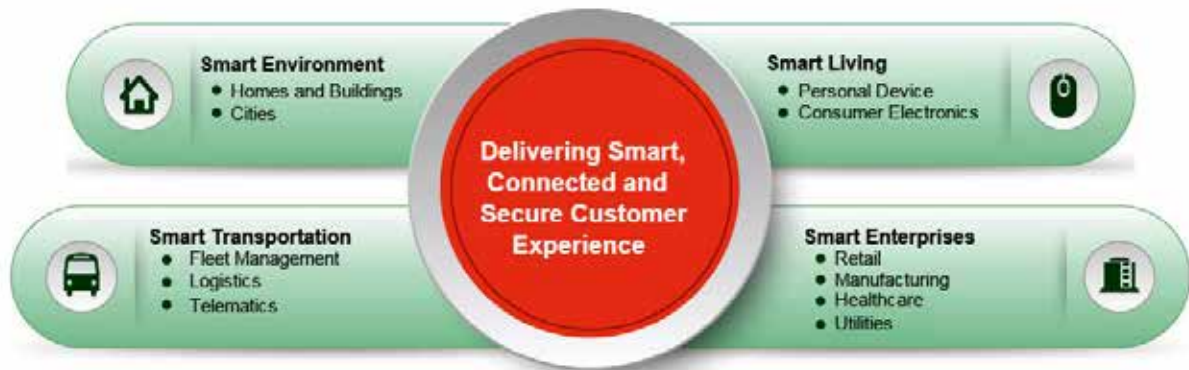 Smart Environment
Homes and Buildings
Cities
Delivering Smart,
Connected and
Secure Customer
Experience
Smart Living
Personal Device
Consumer Electronics
Smart Transportation
Fleet Management
Logistics
Telematics
Smart Enterprises
Retail
Manufacturing
Healthcare
Utilities